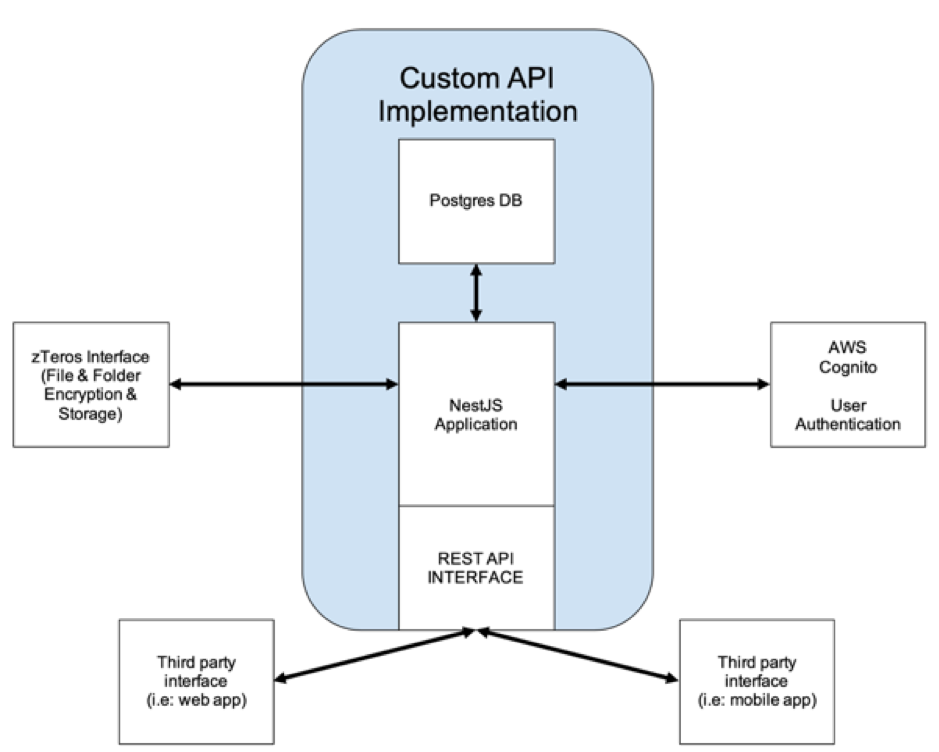 Custom API
Implementation
Postgres DB
zTeros Interface
(File & Folder
Encryption &
Storage)
NestJS
Application
AWS
Cognito
User
Authentication
REST API
INTERFACE
Third party
interface
(i.e: web app)
Third party
interface
(i.e: mobile app)